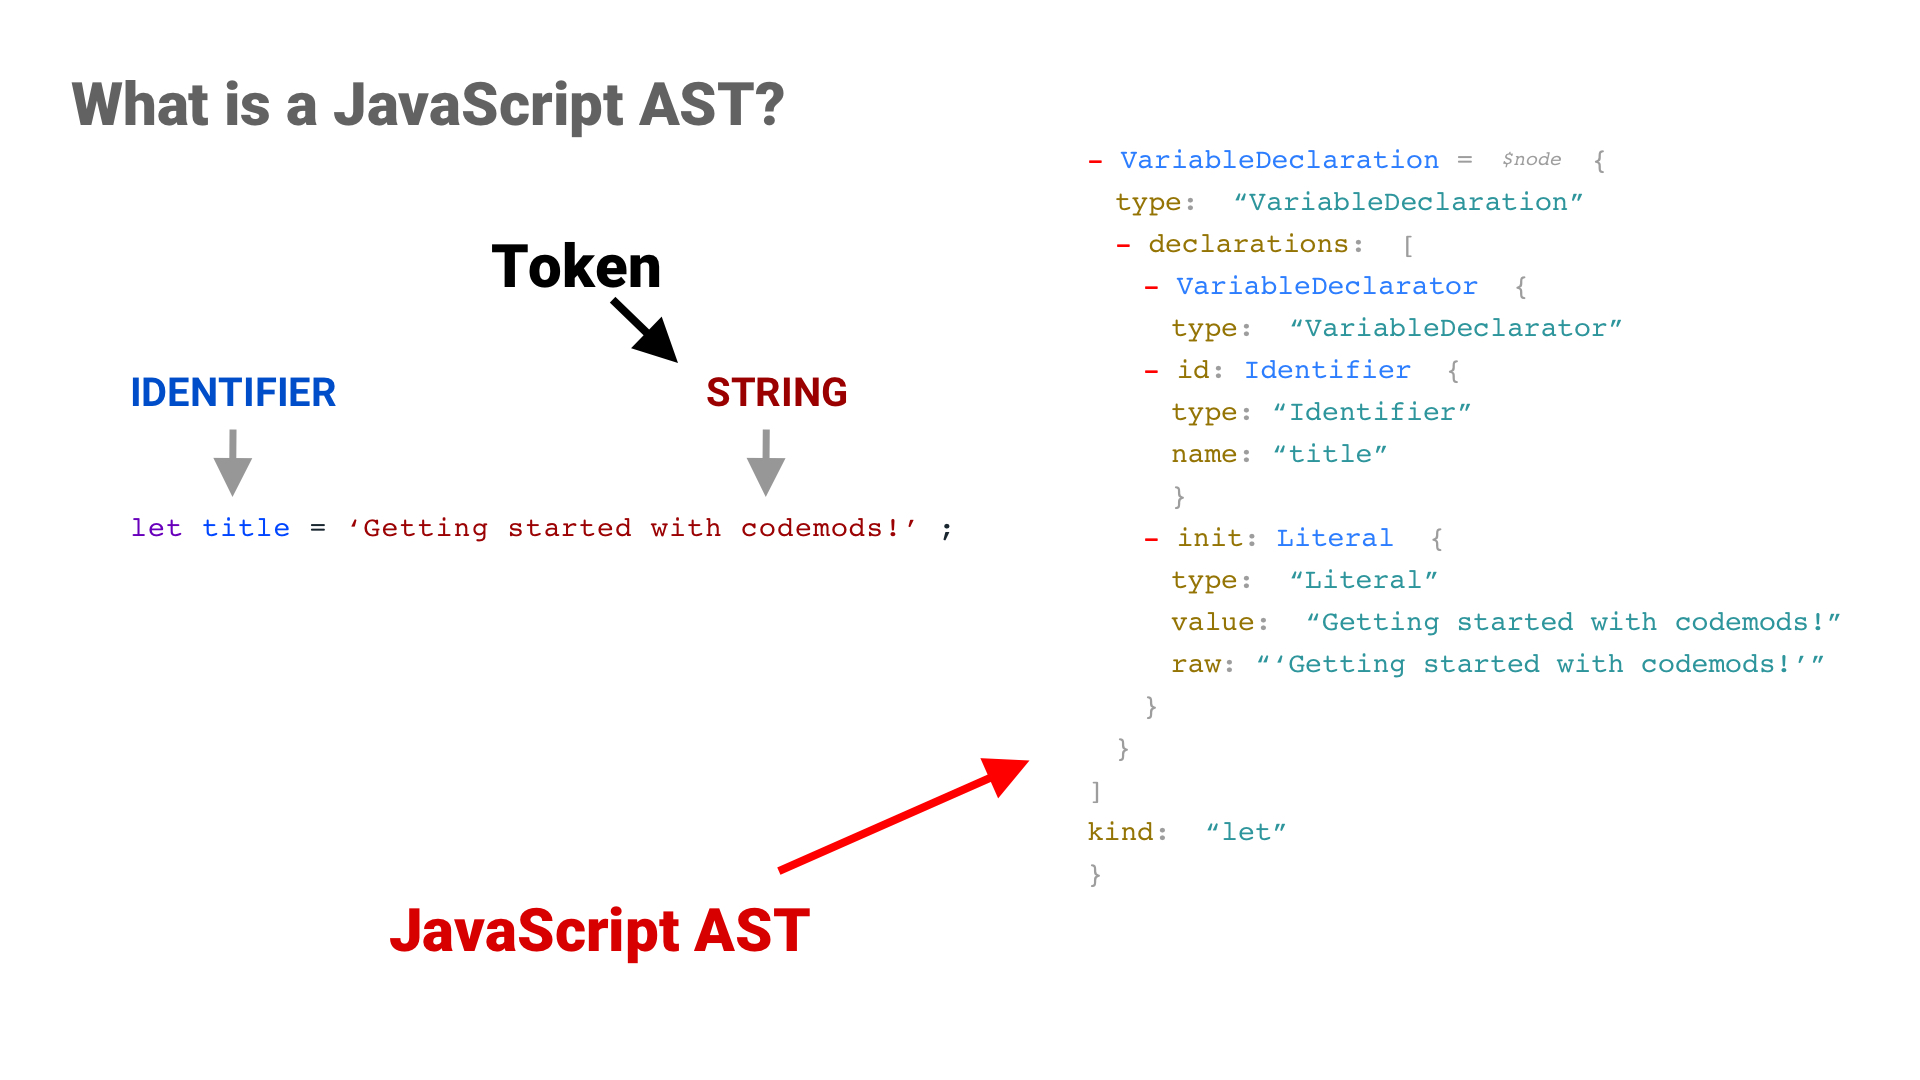 What is a JavaScript AST?
Token
IDENTIFIER
STRING
let title = ‘Getting started with codemods!’ ;
JavaScript AST
– VariableDeclaration = $node {
type: “VariableDeclaration”
– declarations: [
– VariableDeclarator {
type: “VariableDeclarator”
– id: Identifier {
type: “Identifier”
name: “title”
}
– init: Literal {
type: “Literal”
value: “Getting started with codemods!”
raw: “‘Getting started with codemods!’”
}
}
]
kind: “let”
}